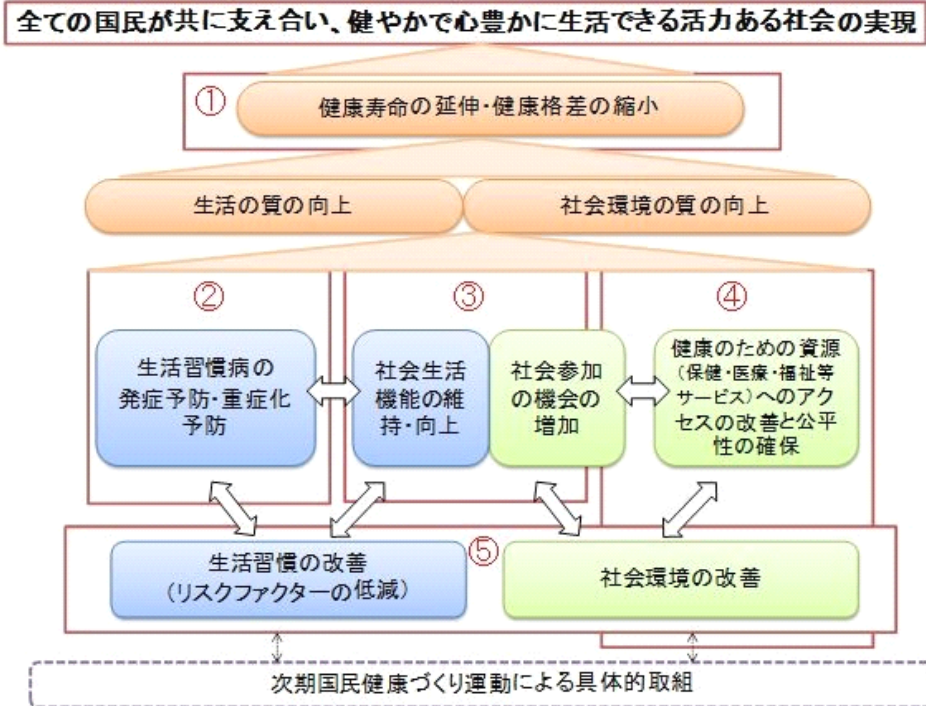 全ての国民が共に支え合い、健やかで心豊かに生活できる活力ある社会の実現
①
健康寿命の延伸・健康格差の縮小
生活の質の向上
社会環境の質の向上
②
③
④
生活習慣病の
発症予防・重症化
予防
社会生活
機能の維
持・向上
社会参加
の機会の
増加
健康のための資源
(保健・医療・福祉等
サービス)へのアク
セスの改善と公平
性の確保
⑤
生活習慣の改善
(リスクファクターの低減)
社会環境の改善
次期国民健康づくり運動による具体的取組